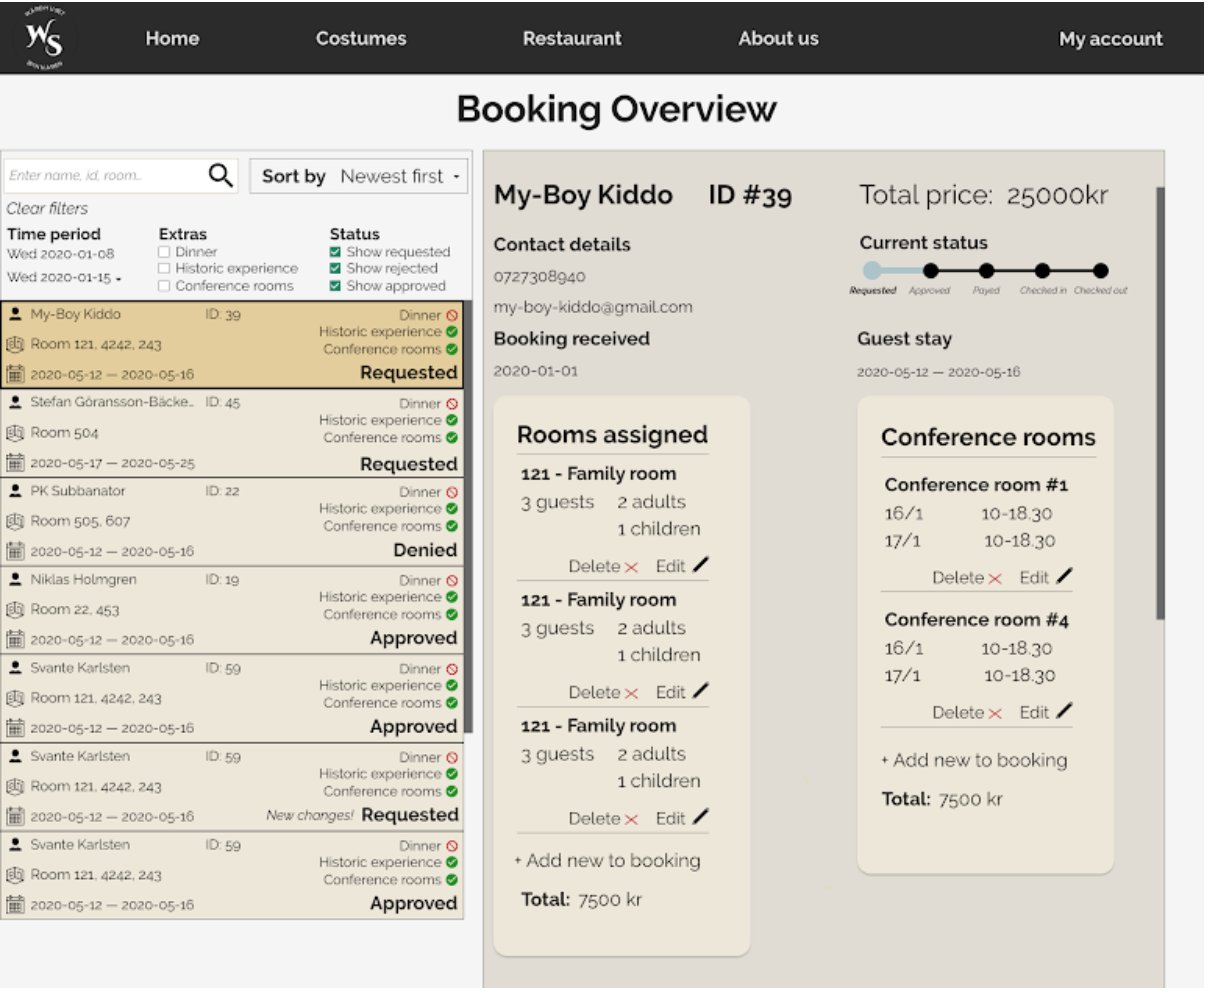 WS
Home Costumes Restaurant About us My account
Booking Overview
Enter name, id, room..
Sort by Newest first
Clear filters
Time period
Wed 2020-01-08
Wed 2020-01-15
Extras
Dinner
Historic experience
Conference rooms
Status
Show requested
Show rejected
Show approved
My-Boy Kiddo ID: 39 Dinner
Historic experience
Room 121, 4242, 243 Conference rooms
2020-05-12 — 2020-05-16 Requested
Stefan Göransson-Bäcke.. ID: 45 Dinner
Historic experience
Room 504 Conference rooms
2020-05-17 — 2020-05-25 Requested
PK Subbanator ID: 22 Dinner
Historic experience
Room 505, 607 Conference rooms
2020-05-12 — 2020-05-16 Denied
Niklas Holmgren ID: 19 Dinner
Historic experience
Room 22, 453 Conference rooms
2020-05-12 — 2020-05-16 Approved
Svante Karlsten ID: 59 Dinner
Historic experience
Room 121, 4242, 243 Conference rooms
2020-05-12 — 2020-05-16 Approved
Svante Karlsten ID: 59 Dinner
Historic experience
Room 121, 4242, 243 Conference rooms
2020-05-12 — 2020-05-16 New changes! Requested
Svante Karlsten ID: 59 Dinner
Historic experience
Room 121, 4242, 243 Conference rooms
2020-05-12 — 2020-05-16 Approved
My-Boy Kiddo ID #39 Total price: 25000kr
Contact details
0727308940
my-boy-kiddo@gmail.com
Booking received
2020-01-01
Current status
Requested Approved Payed Checked in Checked out
Guest stay
2020-05-12 — 2020-05-16
Rooms assigned
121 - Family room
3 guests 2 adults
1 children
Delete Edit
121 - Family room
3 guests 2 adults
1 children
Delete Edit
121 - Family room
3 guests 2 adults
1 children
Delete Edit
+ Add new to booking
Total: 7500 kr
Conference rooms
Conference room #1
16/1 10-18.30
17/1 10-18.30
Delete Edit
Conference room #4
16/1 10-18.30
17/1 10-18.30
Delete Edit
+ Add new to booking
Total: 7500 kr